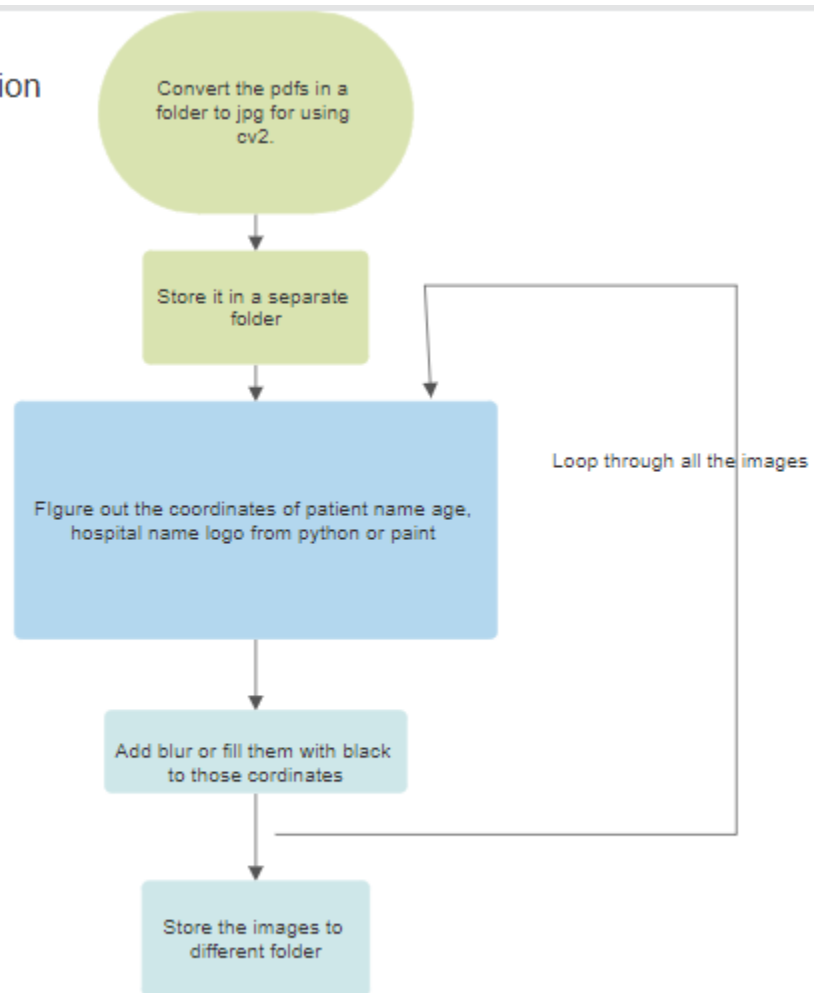 ion
Convert the pdfs in a
folder to jpg for using
cv2.
Store it in a separate
folder
Loop through all the images
FIgure out the coordinates of patient name age,
hospital name logo from python or paint
Add blur or fill them with black
to those cordinates
Store the images to
different folder